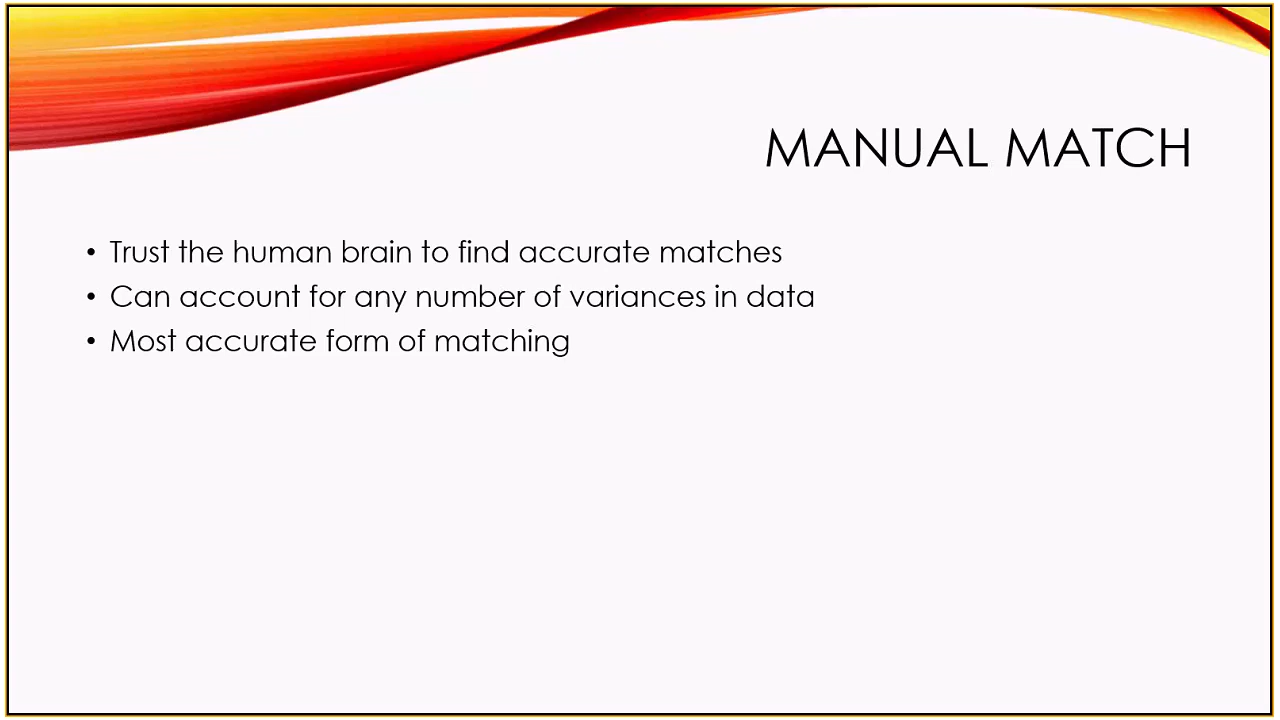 MANUAL MATCH
• Trust the human brain to find accurate matches
• Can account for any number of variances in data
• Most accurate form of matching